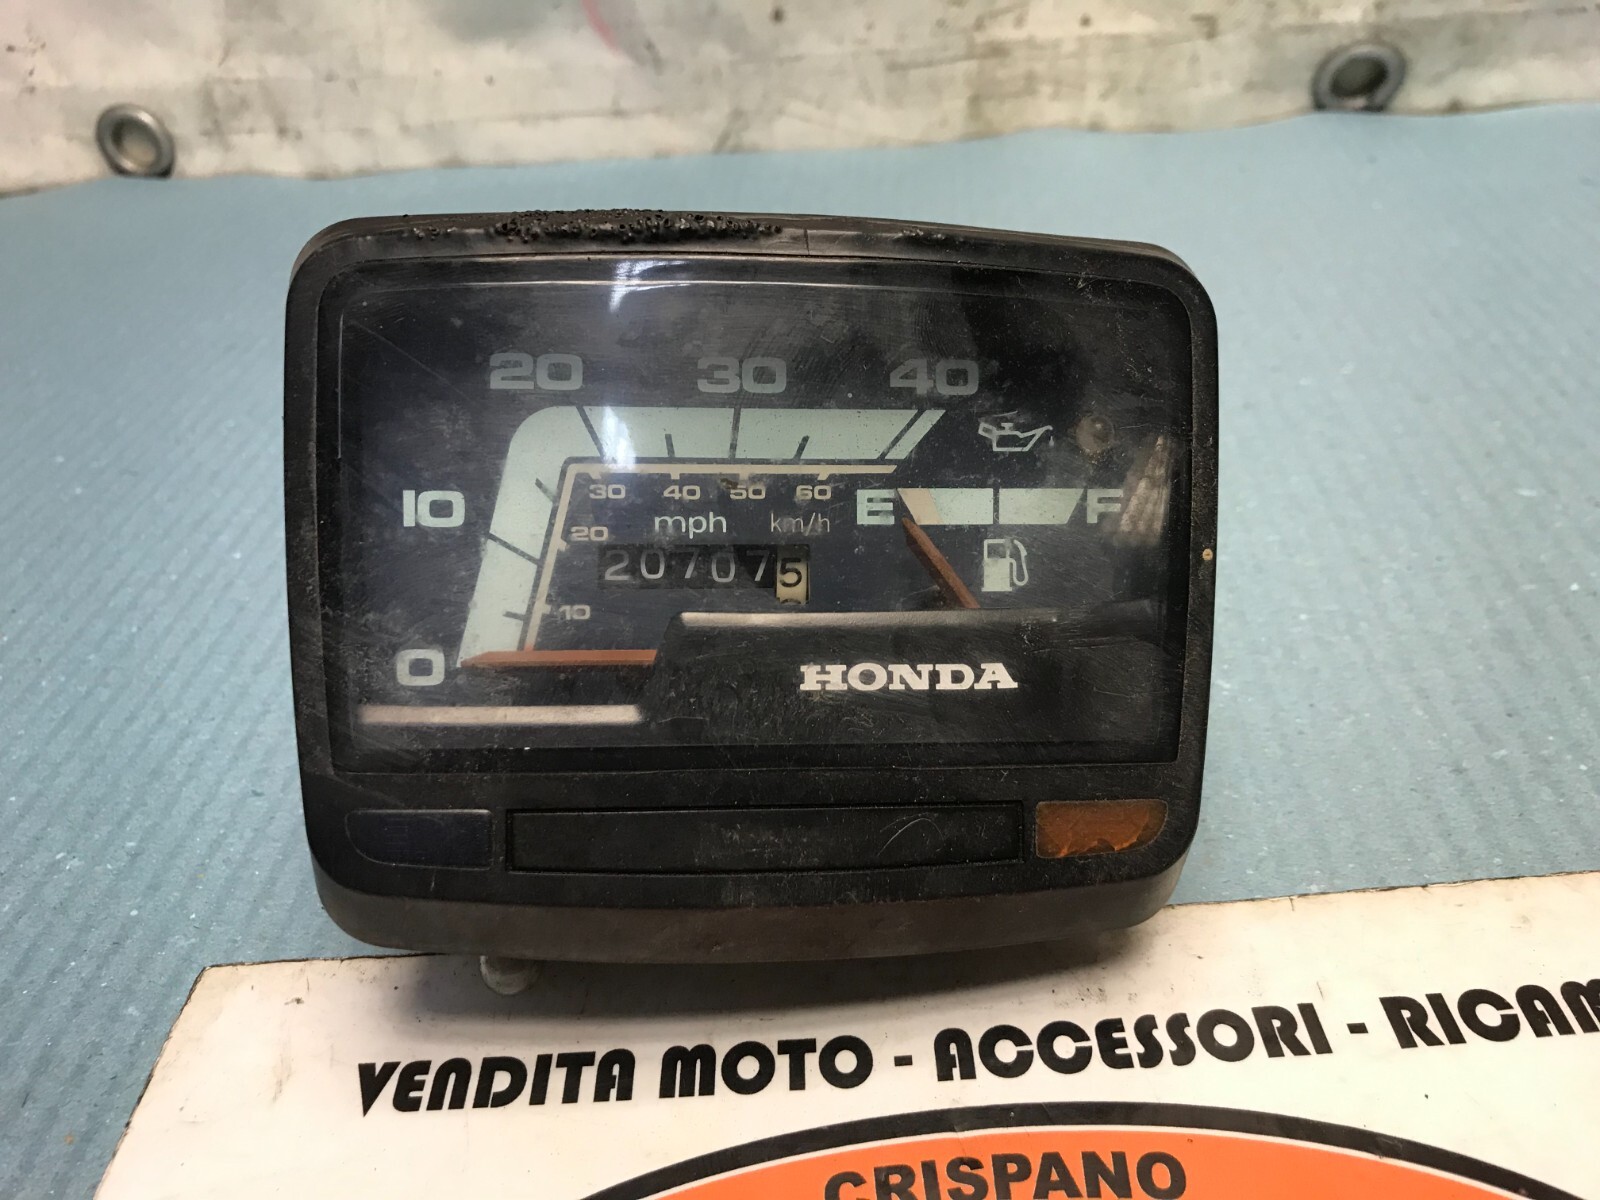 20 30 40
30 40 50 60
10 E F
mph km/h
20
207075
10
0
HONDA
VENDITA MOTO - ACCESSORI - RICAM
CRISPANO